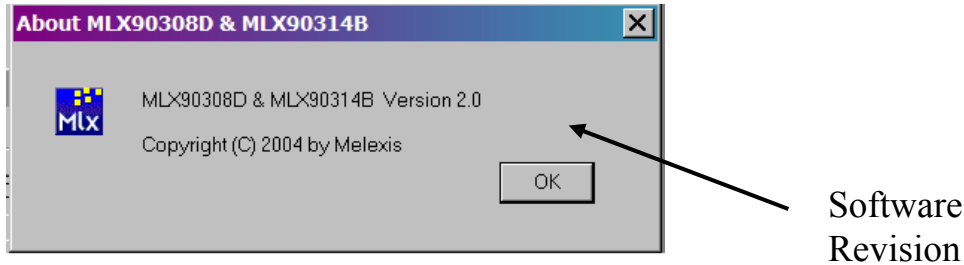 About MLX90308D & MLX90314B
Mlx
MLX90308D & MLX90314B Version 2.0
Copyright (C) 2004 by Melexis
OK
Software
Revision